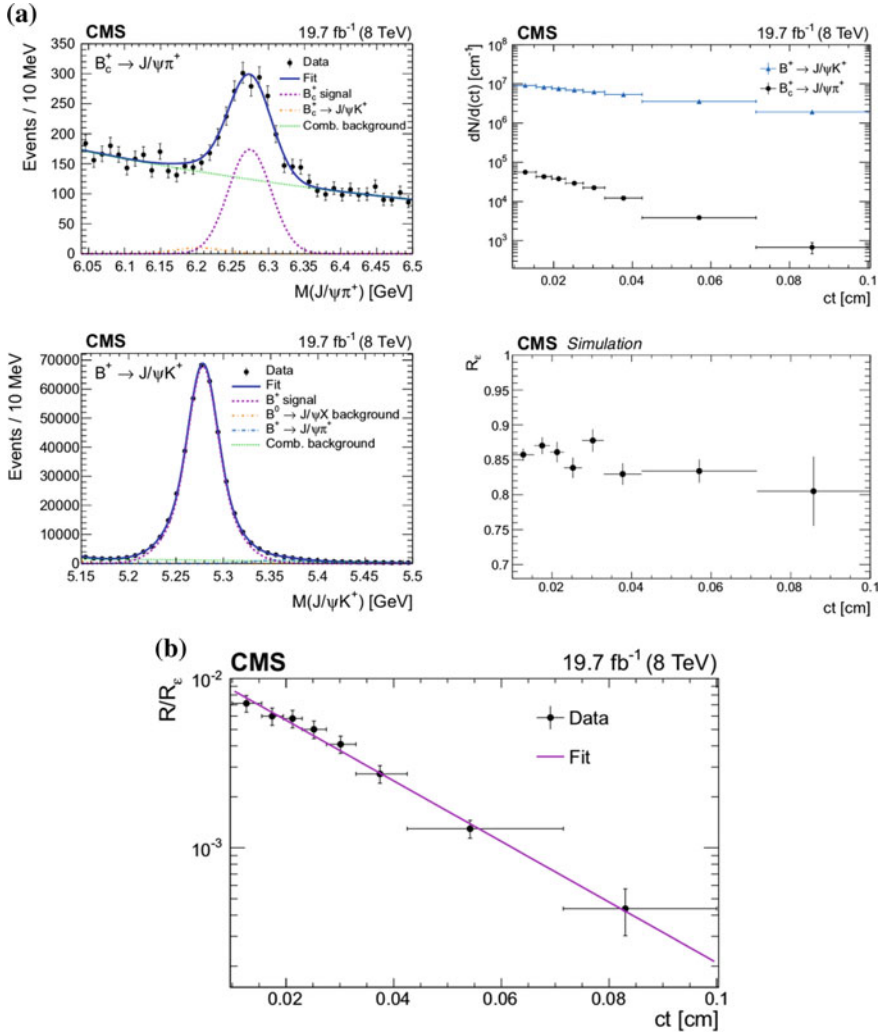 (a)
CMS 19.7 fb⁻¹ (8 TeV)
B_c⁺ → J/ψπ⁺
Data
Fit
B_c⁺ signal
B_c⁺ → J/ψK⁺
Comb. background
Events / 10 MeV
350
300
250
200
150
100
50
0
6.05 6.1 6.15 6.2 6.25 6.3 6.35 6.4 6.45 6.5
M(J/ψπ⁺) [GeV]
CMS 19.7 fb⁻¹ (8 TeV)
B⁺ → J/ψK⁺
B_c⁺ → J/ψπ⁺
dN/d(ct) [cm⁻¹]
10⁸
10⁷
10⁶
10⁵
10⁴
10³
0.02 0.04 0.06 0.08 0.1
ct [cm]
CMS 19.7 fb⁻¹ (8 TeV)
B⁺ → J/ψK⁺
Data
Fit
B⁺ signal
B⁰ → J/ψX background
B⁺ → J/ψπ⁺
Comb. background
Events / 10 MeV
70000
60000
50000
40000
30000
20000
10000
0
5.15 5.2 5.25 5.3 5.35 5.4 5.45 5.5
M(J/ψK⁺) [GeV]
CMS Simulation
R_ε
1
0.95
0.9
0.85
0.8
0.75
0.7
0.02 0.04 0.06 0.08 0.1
ct [cm]
(b)
CMS 19.7 fb⁻¹ (8 TeV)
Data
Fit
R/R_ε
10⁻²
10⁻³
0.02 0.04 0.06 0.08 0.1
ct [cm]